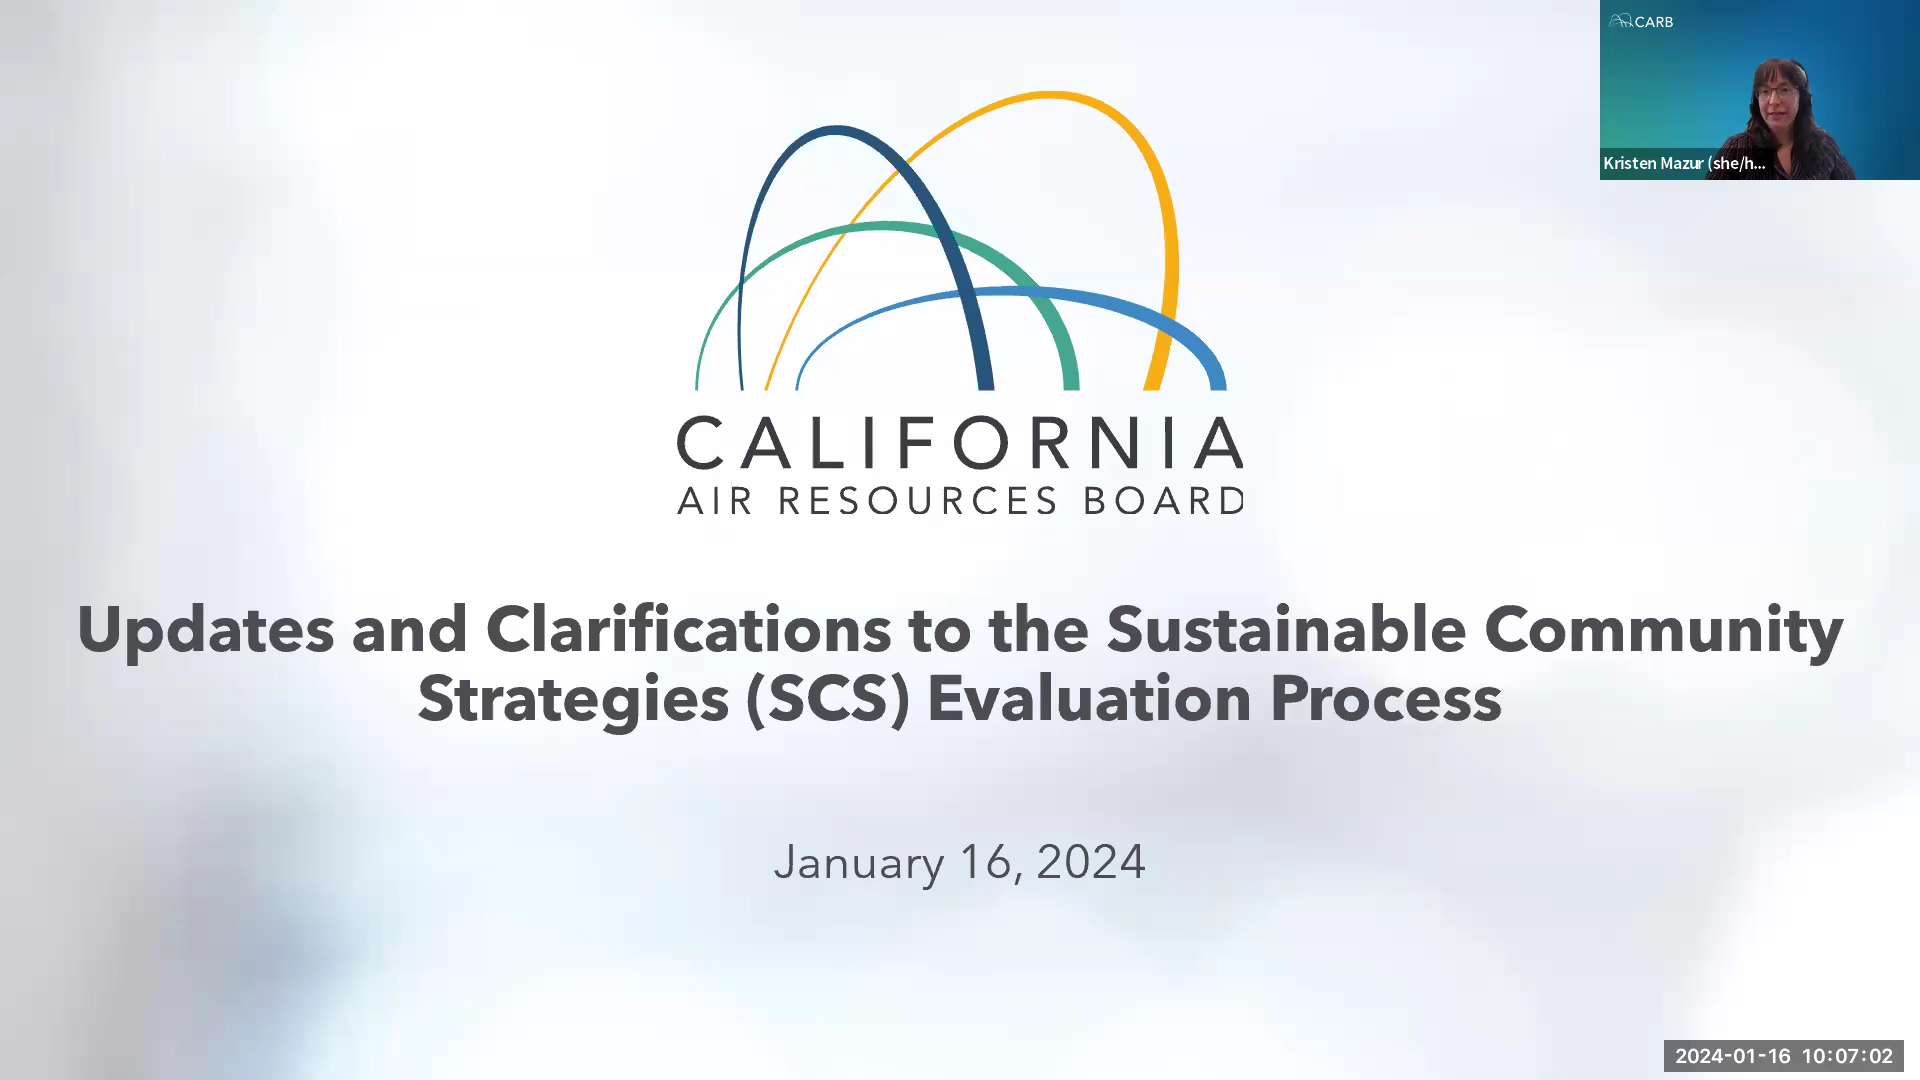 CARB
Kristen Mazur (she/h...
CALIFORNIA
AIR RESOURCES BOARD
Updates and Clarifications to the Sustainable Community
Strategies (SCS) Evaluation Process
January 16, 2024
2024-01-16 10:07:02